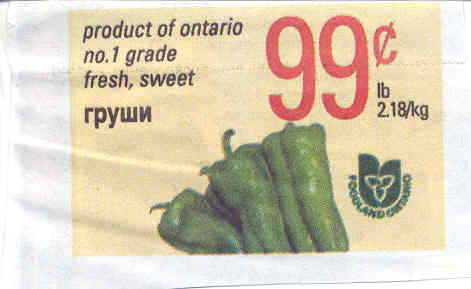 product of ontario
no.1 grade
fresh, sweet
груши
99¢
lb
2.18/kg
FOODLAND ONTARIO